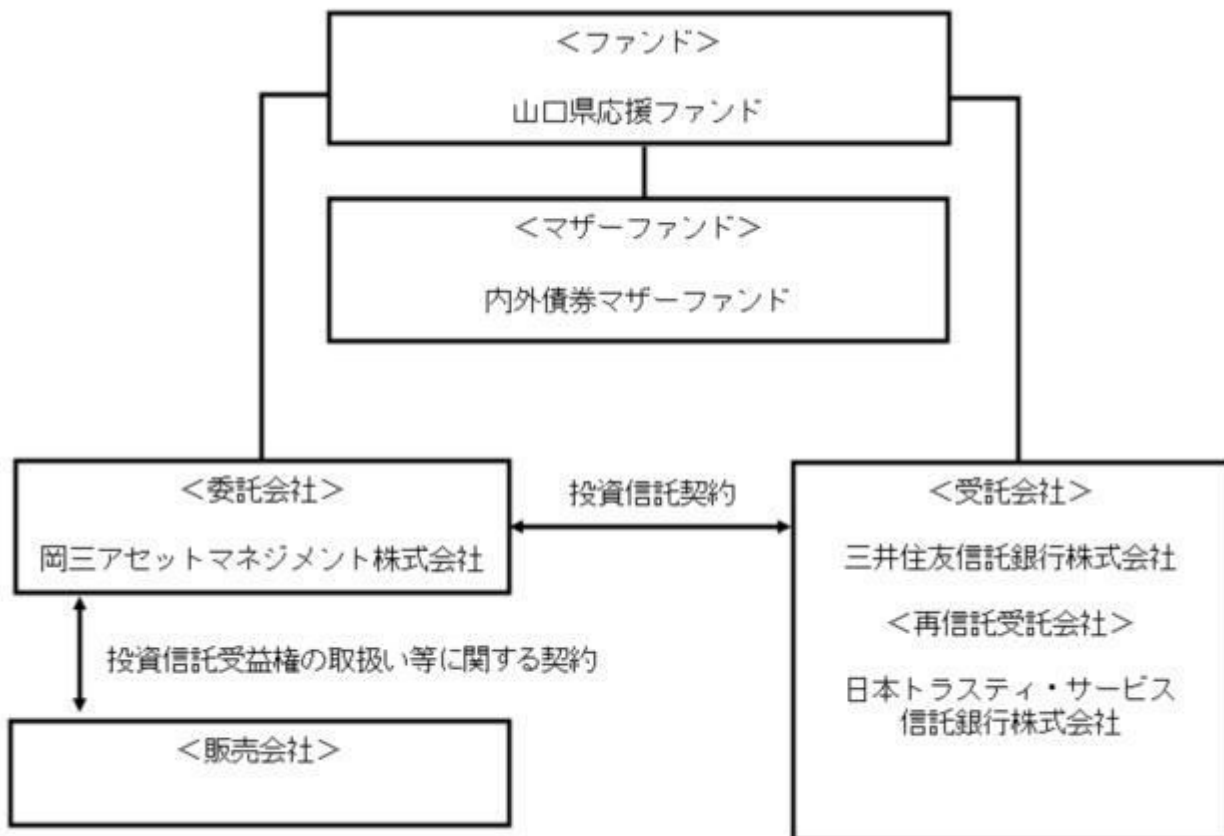 ＜ファンド＞
山口県応援ファンド
＜マザーファンド＞
内外債券マザーファンド
＜委託会社＞
岡三アセットマネジメント株式会社
投資信託契約
＜受託会社＞
三井住友信託銀行株式会社
＜再信託受託会社＞
日本トラスティ・サービス
信託銀行株式会社
投資信託受益権の取扱い等に関する契約
＜販売会社＞